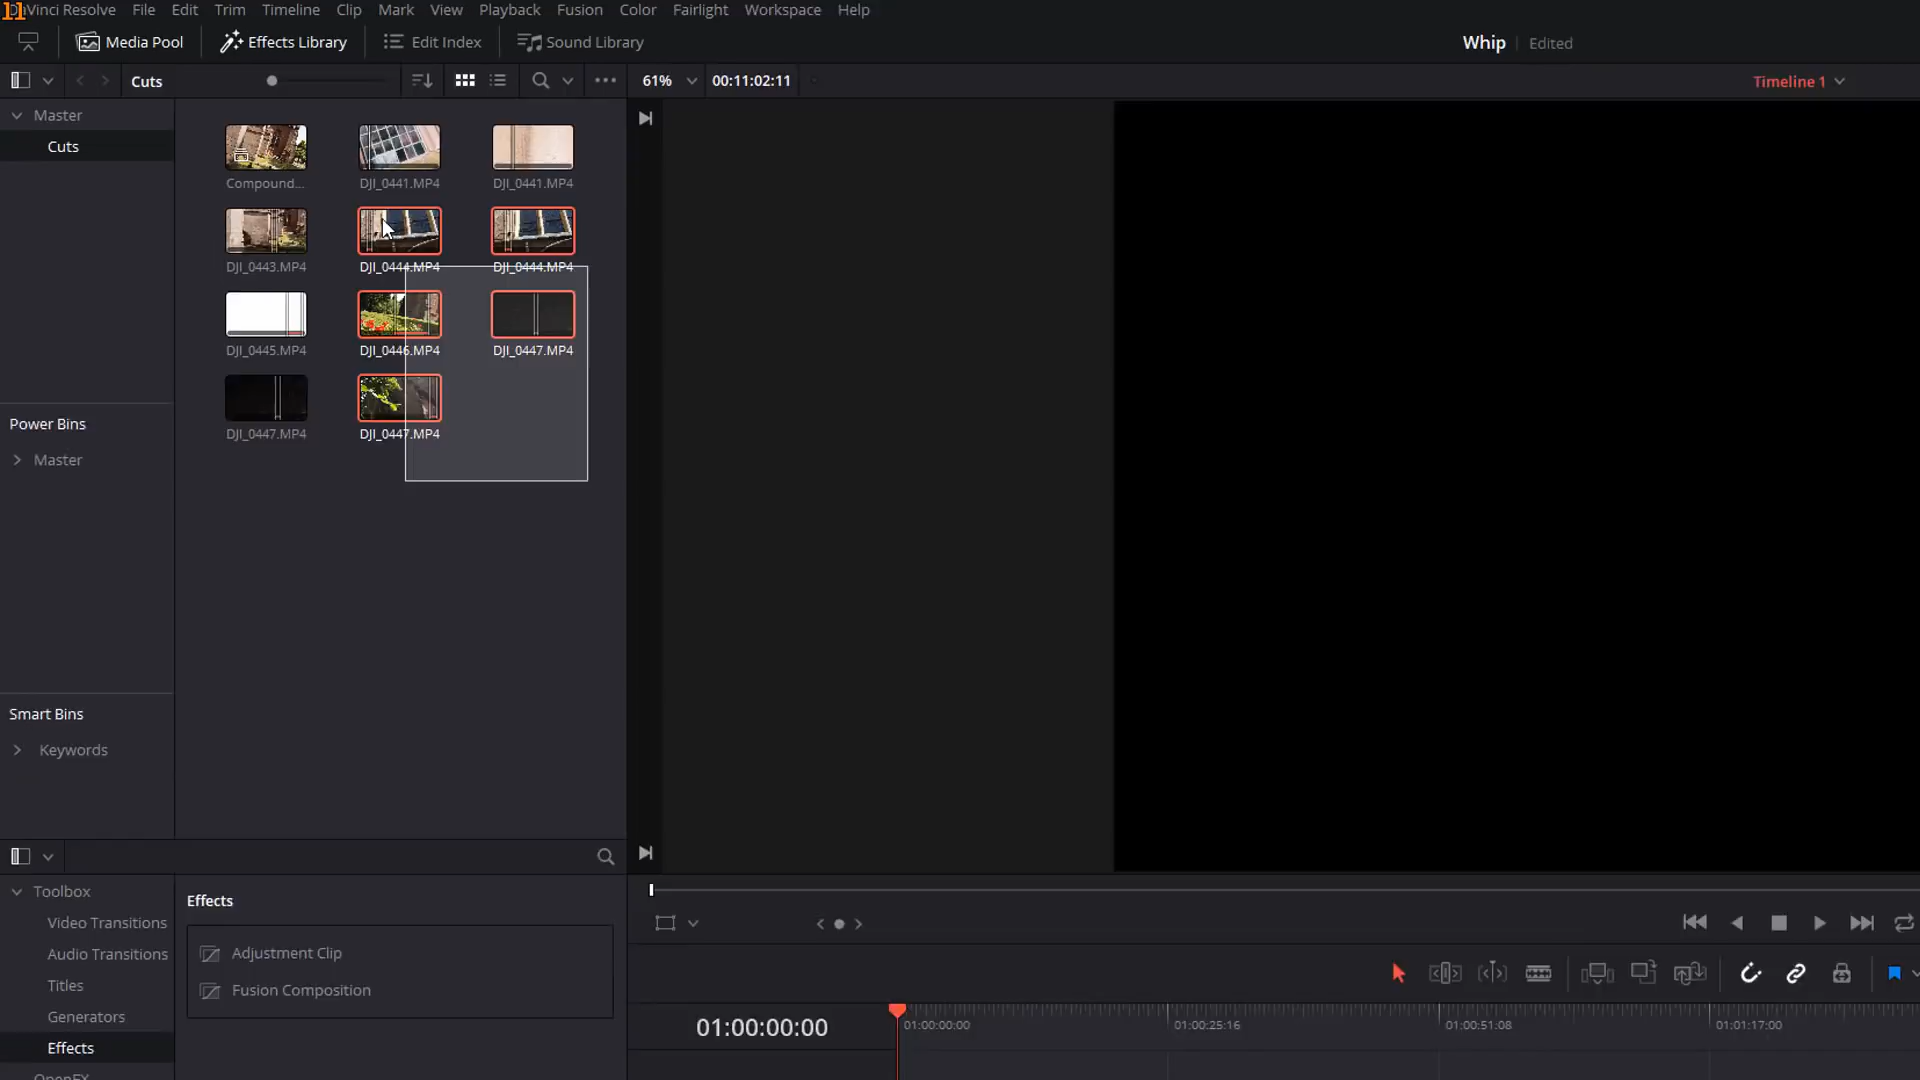 11
DaVinci Resolve File Edit Trim Timeline Clip Mark View Playback Fusion Color Fairlight Workspace Help
Media Pool Effects Library Edit Index Sound Library Whip Edited
Cuts 61% 00:11:02:11 Timeline 1
Master
Cuts
Compound... DJI_0441.MP4 DJI_0441.MP4
DJI_0443.MP4 DJI_0444.MP4 DJI_0444.MP4
DJI_0445.MP4 DJI_0446.MP4 DJI_0447.MP4
DJI_0447.MP4 DJI_0447.MP4
Power Bins
Master
Smart Bins
Keywords
Toolbox
Video Transitions
Audio Transitions
Titles
Generators
Effects
OpenFX
Effects
Adjustment Clip
Fusion Composition
01:00:00:00 01:00:00:00 01:00:25:16 01:00:51:08 01:01:17:00